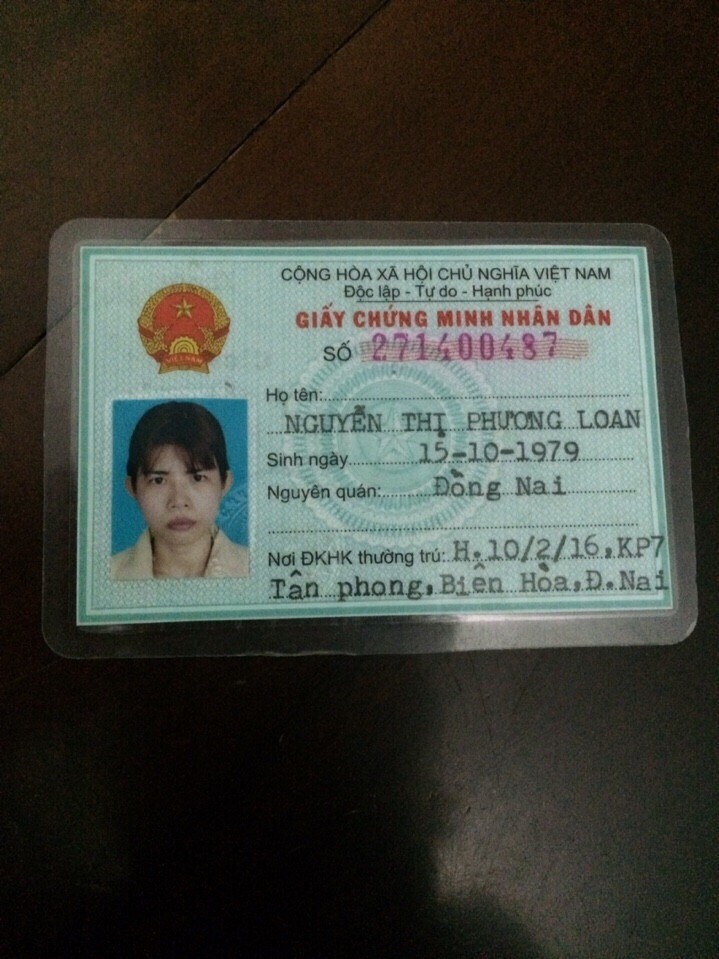 CỘNG HÒA XÃ HỘI CHỦ NGHĨA VIỆT NAM
Độc lập - Tự do - Hạnh phúc
GIẤY CHỨNG MINH NHÂN DÂN
SỐ 271400487
Họ tên:
NGUYỄN THỊ PHƯƠNG LOAN
Sinh ngày 15-10-1979
Nguyên quán: Đồng Nai
Nơi ĐKHK thường trú: H.10/2/16,KP7
Tân phong,Biên Hòa,Đ.Nai
VIỆT NAM